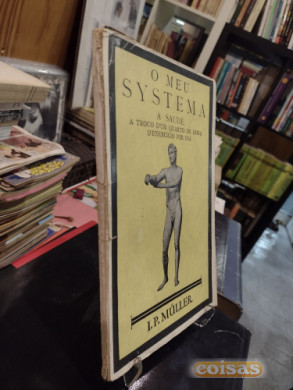 O MEU
SYSTEMA
A SAUDE
A TROCO D'UM QUARTO DE HORA
D'EXERCICIO POR DIA
J. P. MÜLLER
coisas